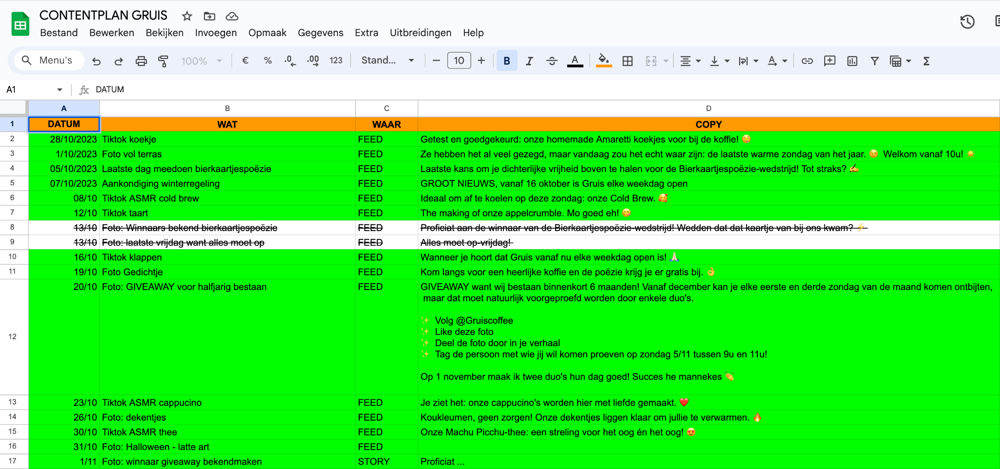 CONTENTPLAN GRUIS
Bestand Bewerken Bekijken Invoegen Opmaak Gegevens Extra Uitbreidingen Help
Menu's 100% € % .0 .00 123 Stand... 10 B I A A Σ
A1 fx DATUM
A B C D
1 DATUM WAT WAAR COPY
2 28/10/2023 Tiktok koekje FEED Getest en goedgekeurd: onze homemade Amaretti koekjes voor bij de koffie! 😋
3 1/10/2023 Foto vol terras FEED Ze hebben het al veel gezegd, maar vandaag zou het echt waar zijn: de laatste warme zondag van het jaar. 😉 Welkom vanaf 10u! ☀️
4 05/10/2023 Laatste dag meedoen bierkaartjespoëzie FEED Laatste kans om je dichterlijke vrijheid boven te halen voor de Bierkaartjespoëzie-wedstrijd! Tot straks? ✍️
5 07/10/2023 Aankondiging winterregeling FEED GROOT NIEUWS, vanaf 16 oktober is Gruis elke weekdag open
6 08/10 Tiktok ASMR cold brew FEED Ideaal om af te koelen op deze zondag: onze Cold Brew. 🥰
7 12/10 Tiktok taart FEED The making of onze appelcrumble. Mo goed eh! 😋
8 13/10 Foto: Winnaars bekend bierkaartjespoëzie FEED Proficiat aan de winnaar van de Bierkaartjespoëzie-wedstrijd! Wedden dat dat kaartje van bij ons kwam? ⚡
9 13/10 Foto: laatste vrijdag want alles moet op FEED Alles moet op-vrijdag!
10 16/10 Tiktok klappen FEED Wanneer je hoort dat Gruis vanaf nu elke weekdag open is! 🙏🏻
11 19/10 Foto Gedichtje FEED Kom langs voor een heerlijke koffie en de poëzie krijg je er gratis bij. 👌
12 20/10 Foto: GIVEAWAY voor halfjarig bestaan FEED GIVEAWAY want wij bestaan binnenkort 6 maanden! Vanaf december kan je elke eerste en derde zondag van de maand komen ontbijten,
maar dat moet natuurlijk voorgeproefd worden door enkele duo's.
✨ Volg @Gruiscoffee
✨ Like deze foto
✨ Deel de foto door in je verhaal
✨ Tag de persoon met wie jij wil komen proeven op zondag 5/11 tussen 9u en 11u!
Op 1 november maak ik twee duo's hun dag goed! Succes he mannekes 👏
13 23/10 Tiktok ASMR cappucino FEED Je ziet het: onze cappucino's worden hier met liefde gemaakt. ❤️
14 26/10 Foto: dekentjes FEED Koukleumen, geen zorgen! Onze dekentjes liggen klaar om jullie te verwarmen. 🔥
15 30/10 Tiktok ASMR thee FEED Onze Machu Picchu-thee: een streling voor het oog én het oog! 😍
16 31/10 Foto: Halloween - latte art FEED
17 1/11 Foto: winnaar giveaway bekendmaken STORY Proficiat ...